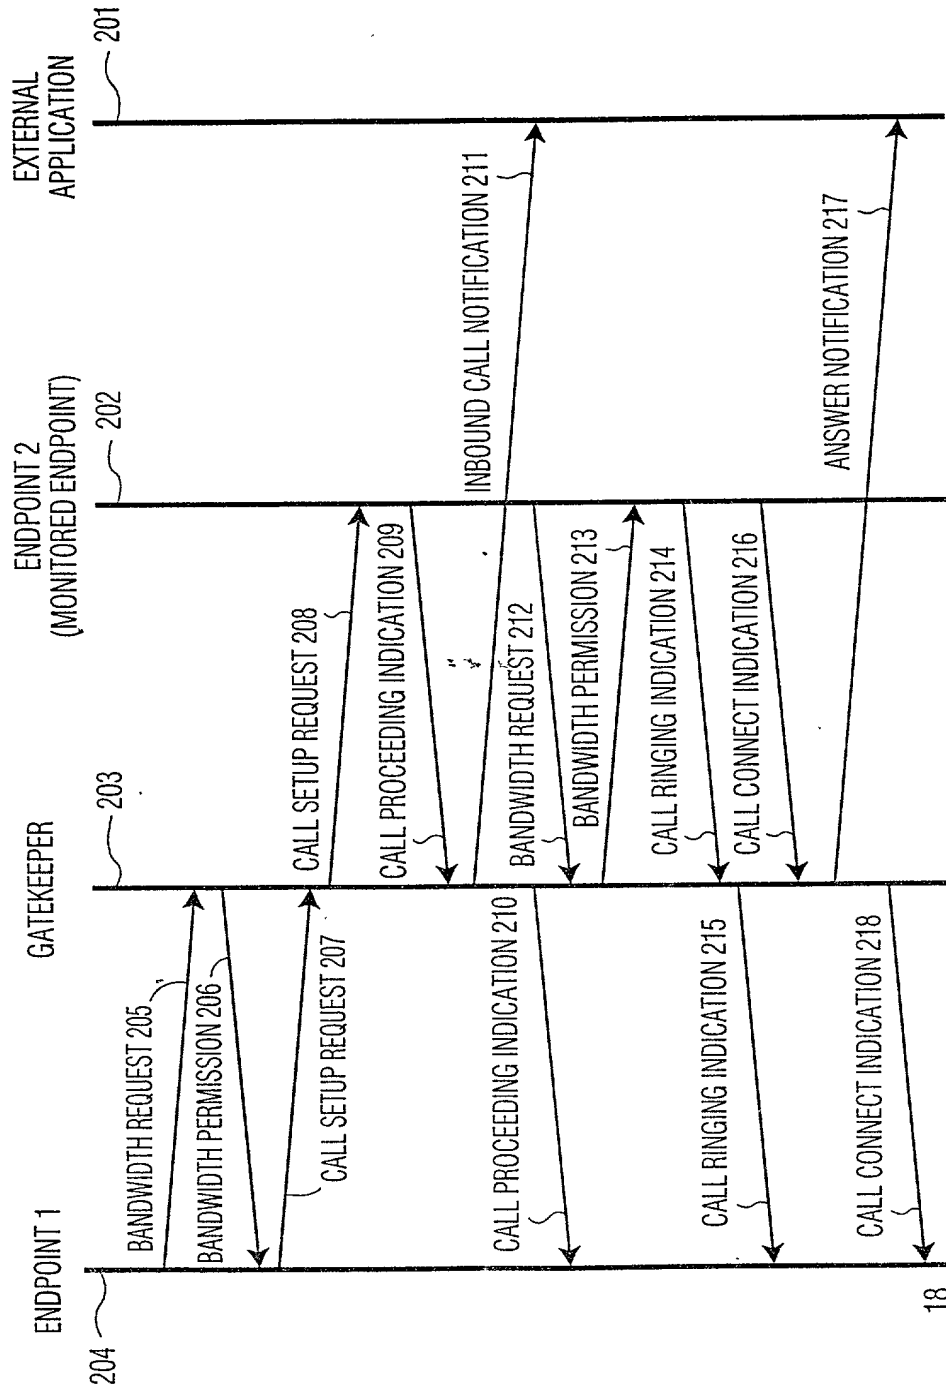 ENDPOINT 1
204
GATEKEEPER
203
ENDPOINT 2
(MONITORED ENDPOINT)
202
EXTERNAL
APPLICATION
201
BANDWIDTH REQUEST 205
BANDWIDTH PERMISSION 206
CALL SETUP REQUEST 207
CALL SETUP REQUEST 208
CALL PROCEEDING INDICATION 209
CALL PROCEEDING INDICATION 210
INBOUND CALL NOTIFICATION 211
BANDWIDTH REQUEST 212
BANDWIDTH PERMISSION 213
CALL RINGING INDICATION 214
CALL RINGING INDICATION 215
CALL CONNECT INDICATION 216
ANSWER NOTIFICATION 217
CALL CONNECT INDICATION 218
18